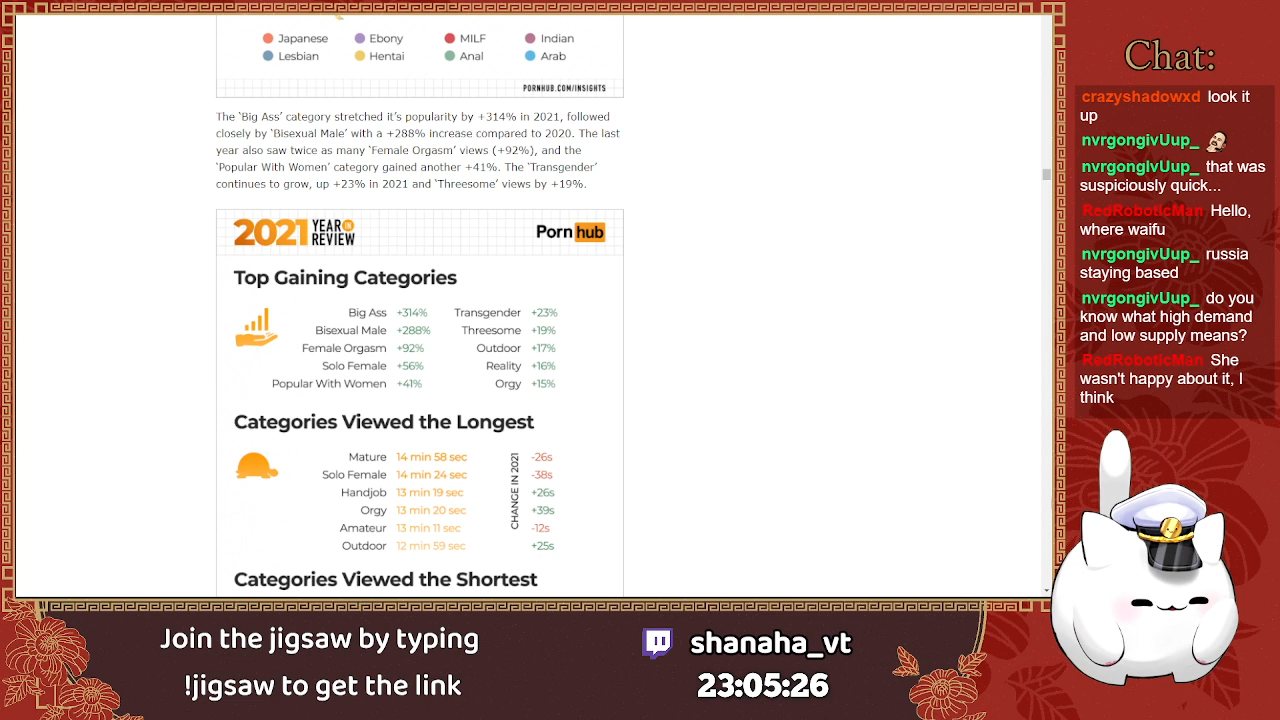 Japanese Ebony MILF Indian
Lesbian Hentai Anal Arab
PORNHUB.COM/INSIGHTS
The 'Big Ass' category stretched it's popularity by +314% in 2021, followed
closely by 'Bisexual Male' with a +288% increase compared to 2020. The last
year also saw twice as many 'Female Orgasm' views (+92%), and the
'Popular With Women' category gained another +41%. The 'Transgender'
continues to grow, up +23% in 2021 and 'Threesome' views by +19%.
2021 YEAR IN
REVIEW
Porn hub
Top Gaining Categories
Big Ass +314% Transgender +23%
Bisexual Male +288% Threesome +19%
Female Orgasm +92% Outdoor +17%
Solo Female +56% Reality +16%
Popular With Women +41% Orgy +15%
Categories Viewed the Longest
Mature 14 min 58 sec -26s
Solo Female 14 min 24 sec -38s
Handjob 13 min 19 sec +26s
Orgy 13 min 20 sec +39s
Amateur 13 min 11 sec -12s
Outdoor 12 min 59 sec +25s
CHANGE IN 2021
Categories Viewed the Shortest
Chat:
crazyshadowxd look it
up
nvrgongivUup_
nvrgongivUup_ that was
suspiciously quick...
RedRoboticMan Hello,
where waifu
nvrgongivUup_ russia
staying based
nvrgongivUup_ do you
know what high demand
and low supply means?
RedRoboticMan She
wasn't happy about it, I
think
Join the jigsaw by typing
!jigsaw to get the link
shanaha_vt
23:05:26